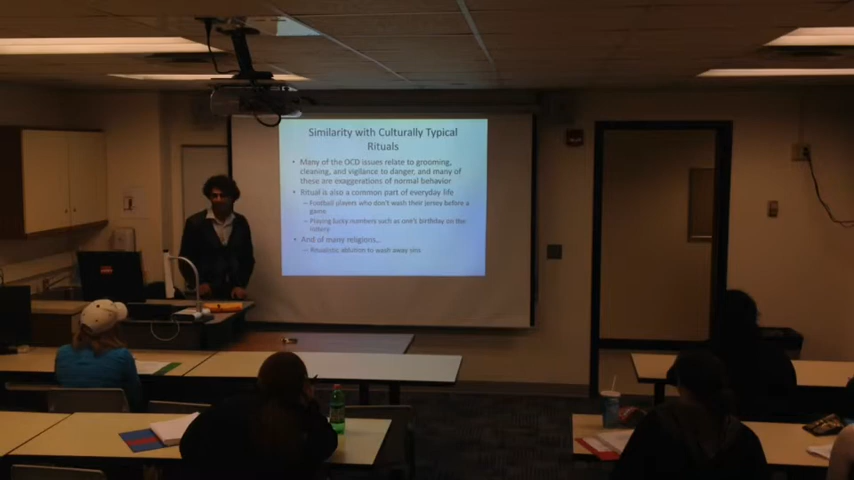 Similarity with Culturally Typical
Rituals
• Many of the OCD issues relate to grooming,
cleaning, and vigilance to danger, and many of
these are exaggerations of normal behavior
• Ritual is also a common part of everyday life
– Football players who don't wash their jersey before a
game
– Playing lucky numbers such as one's birthday on the
lottery
• And of many religions…
– Ritualistic ablution to wash away sins